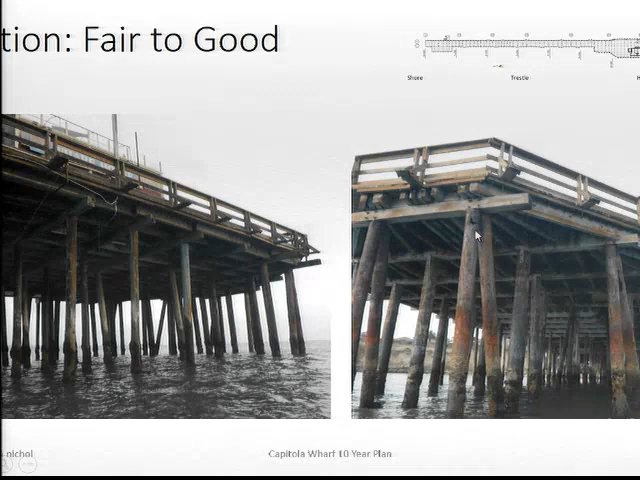 tion: Fair to Good
Shore
Trestle
H
nichol
Capitola Wharf 10 Year Plan